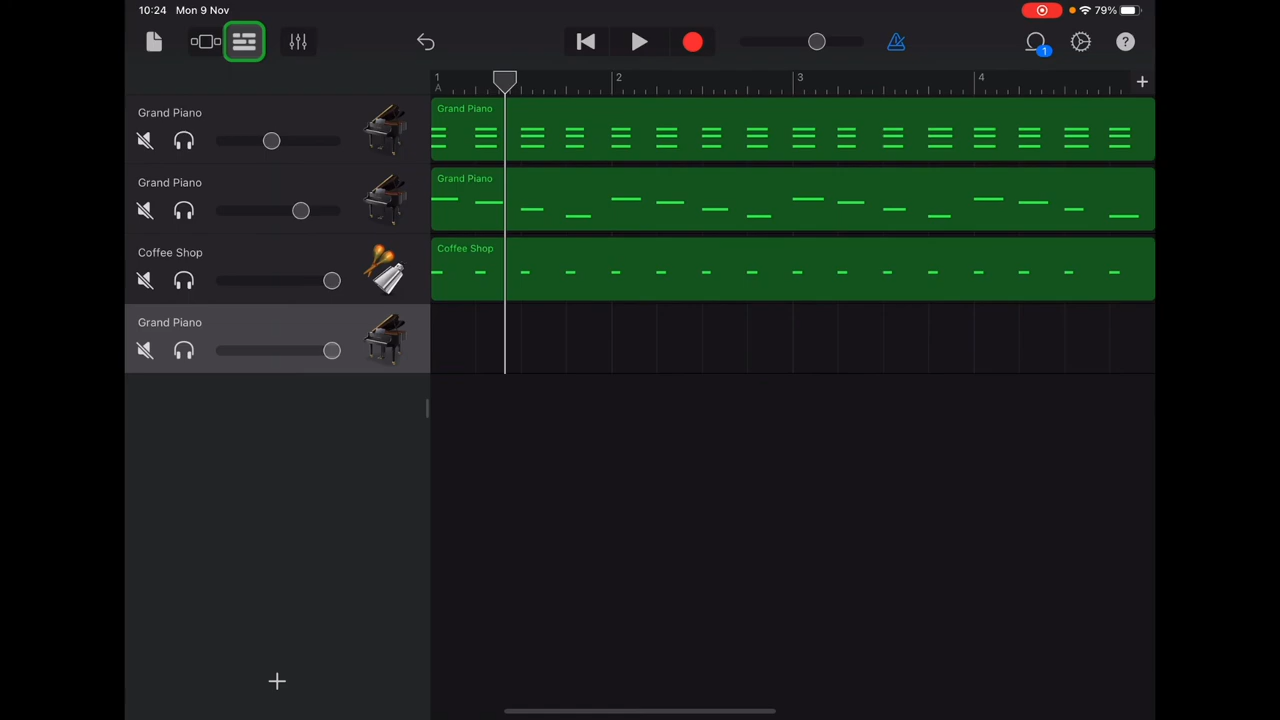 10:24 Mon 9 Nov
79%
1
?
1 2 3 4
A
+
Grand Piano
Grand Piano
Grand Piano
Grand Piano
Coffee Shop
Coffee Shop
Grand Piano
+